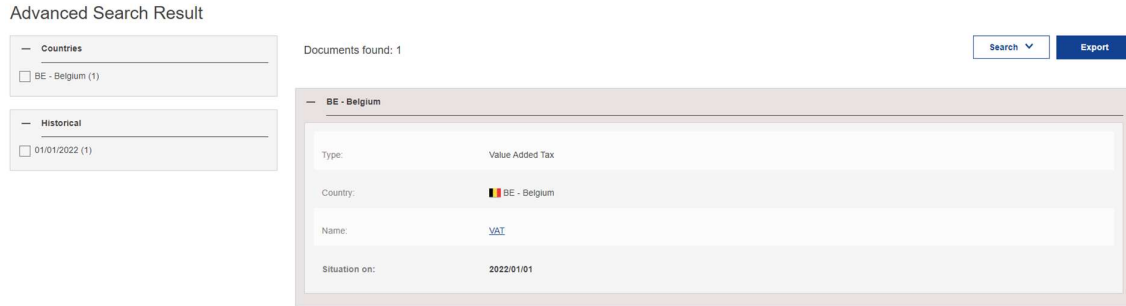 Advanced Search Result
Countries
BE - Belgium (1)
Historical
01/01/2022 (1)
Documents found: 1
Search
Export
BE - Belgium
Type: Value Added Tax
Country: BE - Belgium
Name: VAT
Situation on: 2022/01/01